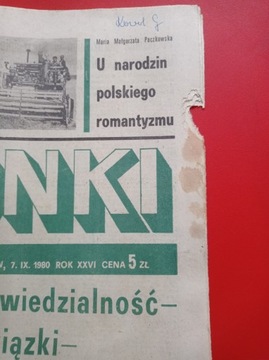 Maria Małgorzata Paszkowska
U narodzin
polskiego
romantyzmu
NKI
, 7. IX. 1980 ROK XXVI CENA 5 ZŁ
wiedzialność—
iązki—